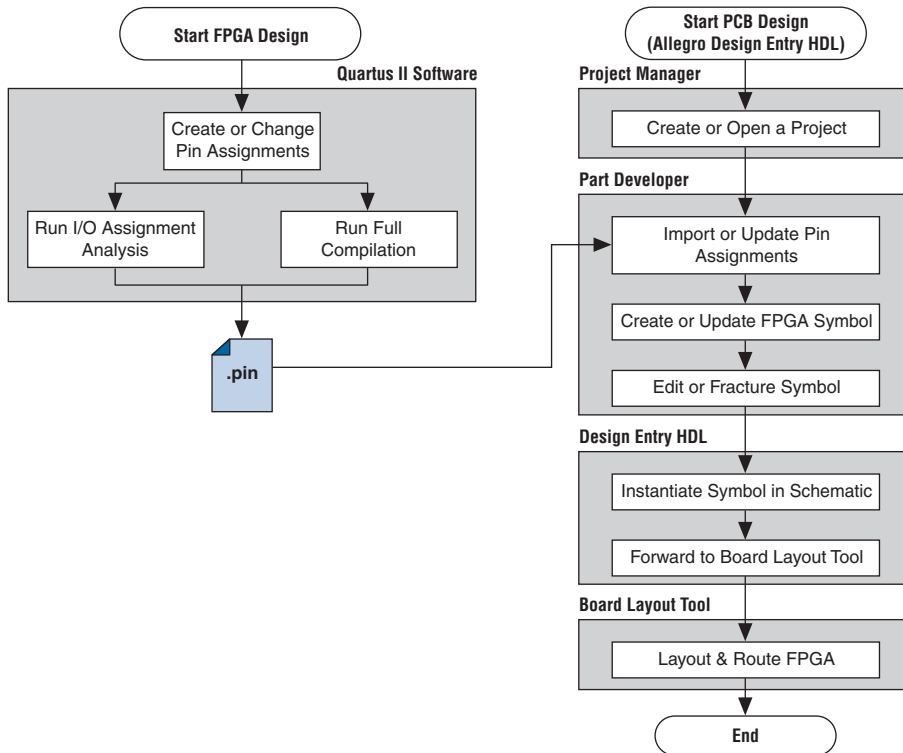 Start FPGA Design
Quartus II Software
Create or Change
Pin Assignments
Run I/O Assignment
Analysis
Run Full
Compilation
.pin
Start PCB Design
(Allegro Design Entry HDL)
Project Manager
Create or Open a Project
Part Developer
Import or Update Pin
Assignments
Create or Update FPGA Symbol
Edit or Fracture Symbol
Design Entry HDL
Instantiate Symbol in Schematic
Forward to Board Layout Tool
Board Layout Tool
Layout & Route FPGA
End